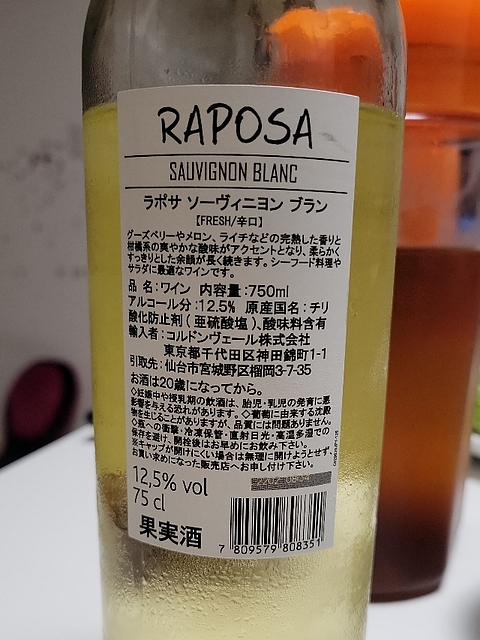 RAPOSA
SAUVIGNON BLANC
ラポサ ソーヴィニヨン ブラン
【FRESH/辛口】
グーズベリーやメロン、ライチなどの完熟した香りと
柑橘系の爽やかな酸味がアクセントとなり、柔らかく
すっきりとした余韻が長く続きます。シーフード料理や
サラダに最適なワインです。
品 名:ワイン 内容量:750ml
アルコール分:12.5% 原産国名:チリ
酸化防止剤(亜硫酸塩)、酸味料含有
輸入者:コルドンヴェール株式会社
東京都千代田区神田錦町1-1
引取先:仙台市宮城野区榴岡3-7-35
お酒は20歳になってから。
◇妊娠中や授乳期の飲酒は、胎児・乳児の発育に悪
影響を与える恐れがあります。◇葡萄に由来する沈殿
物を生じることがありますが、品質には問題ありません。
◇瓶への衝撃・冷凍保管・直射日光・高温多湿での
保存を避け、開栓後はお早めにお飲み下さい。
※キャップが開けにくい場合は無理に開けようとせず、
お買い求めになった販売店へお申し付け下さい。
12,5% vol
75 cl
果実酒
7 809579 808351